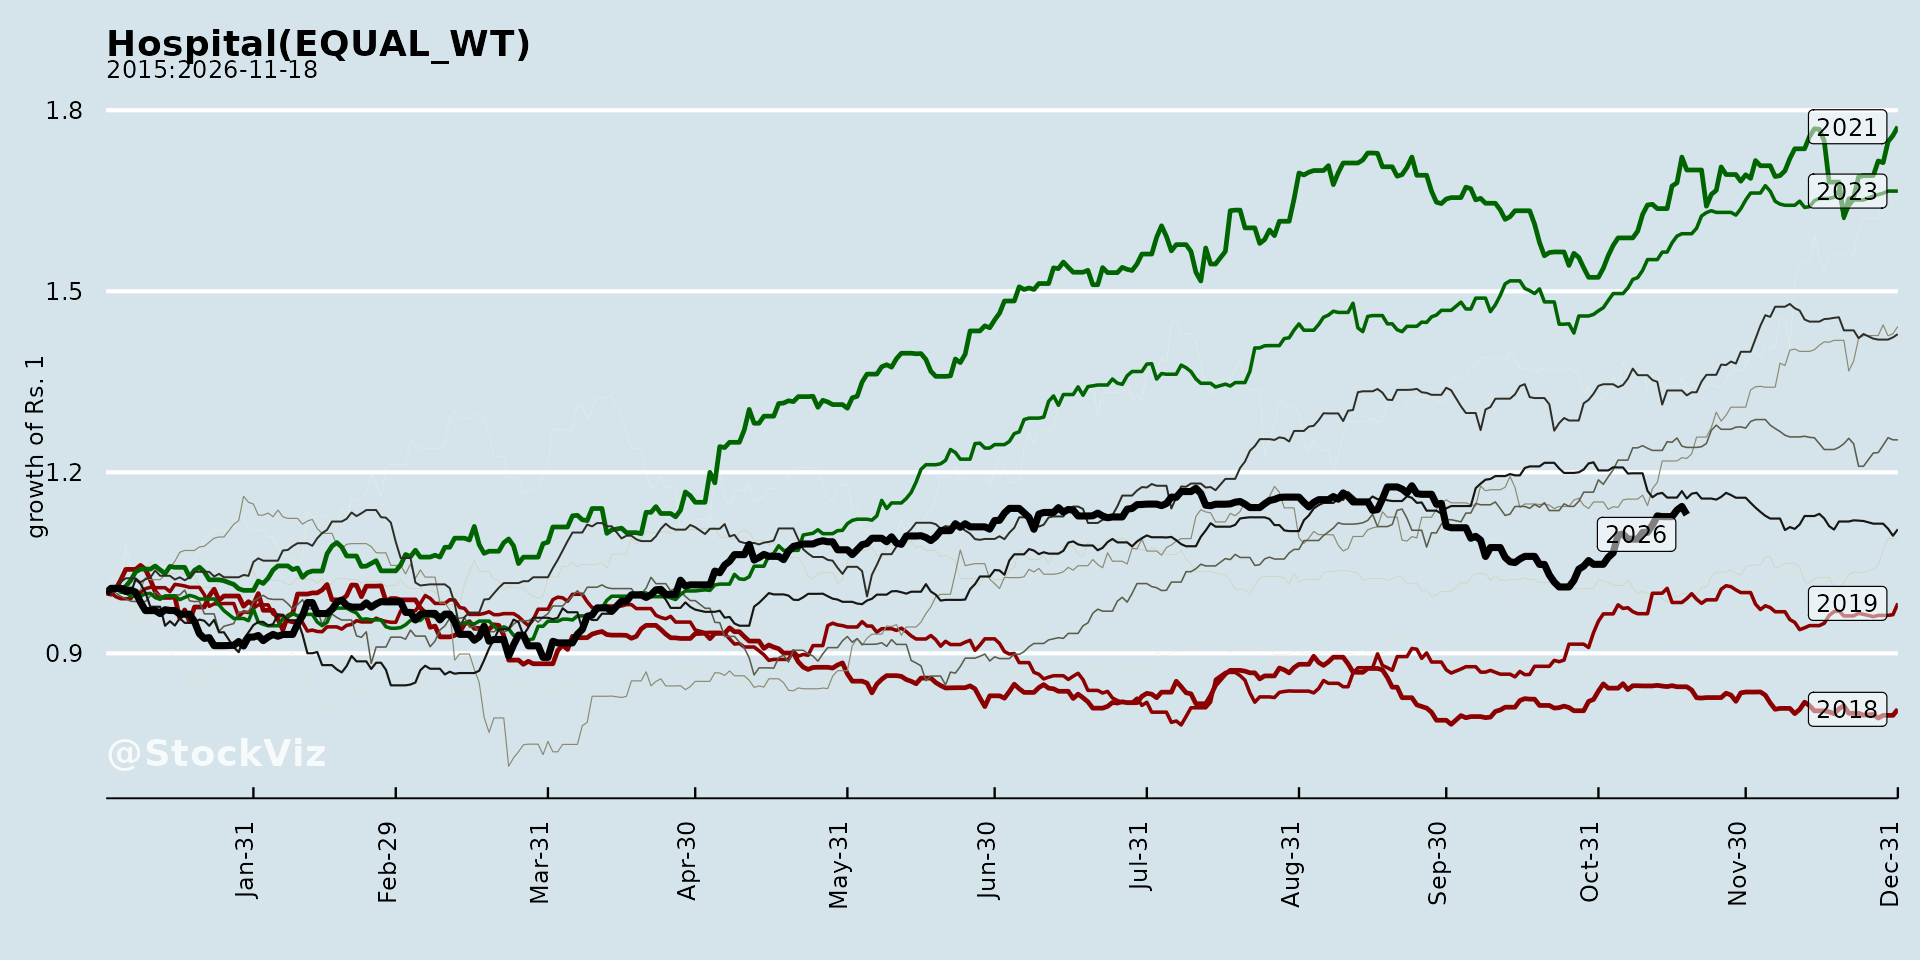 Hospital(EQUAL_WT)
2015:2026-11-18
1.8
1.5
1.2
0.9
growth of Rs. 1
2021
2023
2026
2019
2018
@StockViz
Jan-31
Feb-29
Mar-31
Apr-30
May-31
Jun-30
Jul-31
Aug-31
Sep-30
Oct-31
Nov-30
Dec-31